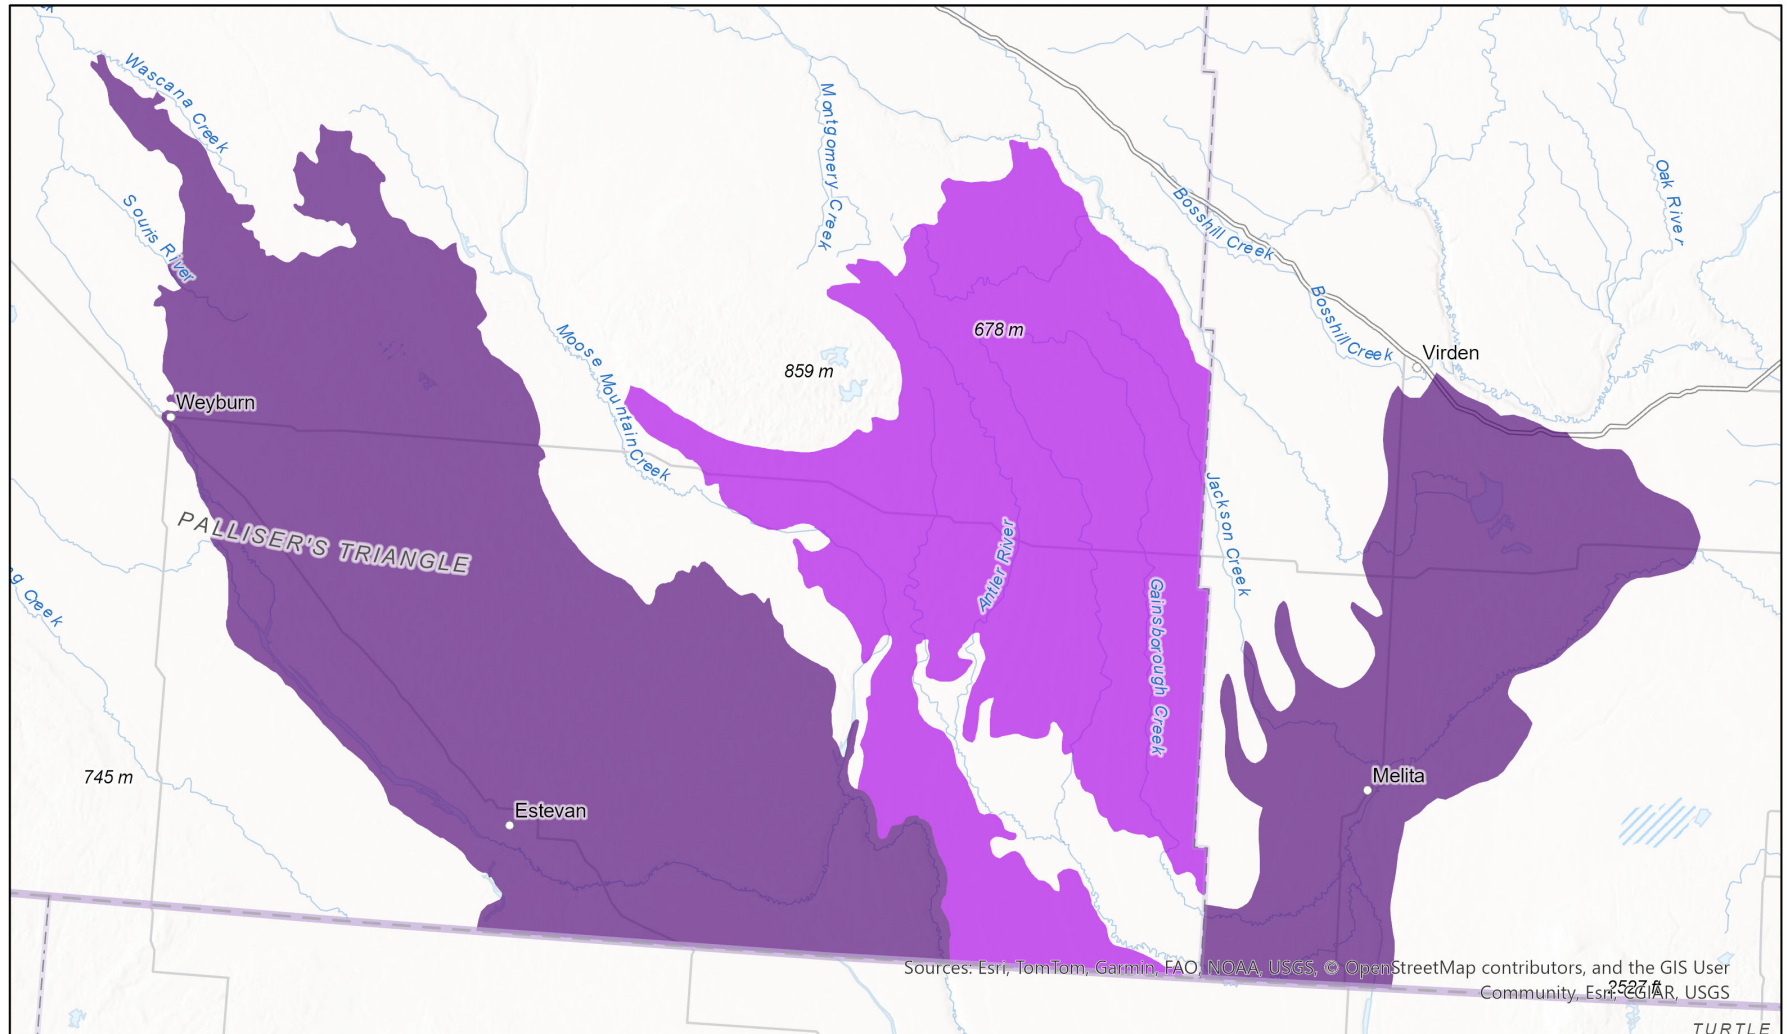 Wascana Creek
Montgomery Creek
Oak River
Souris River
Bosshill Creek
Bosshill Creek
678 m
Moose Mountain Creek
859 m
Virden
Weyburn
Jackson Creek
PALLISER'S TRIANGLE
Antler River
Gainsborough Creek
g Creek
745 m
Melita
Estevan
Sources: Esri, TomTom, Garmin, FAO, NOAA, USGS, © OpenStreetMap contributors, and the GIS User
Community, Esri, CGIAR, USGS
2527 ft
TURTLE